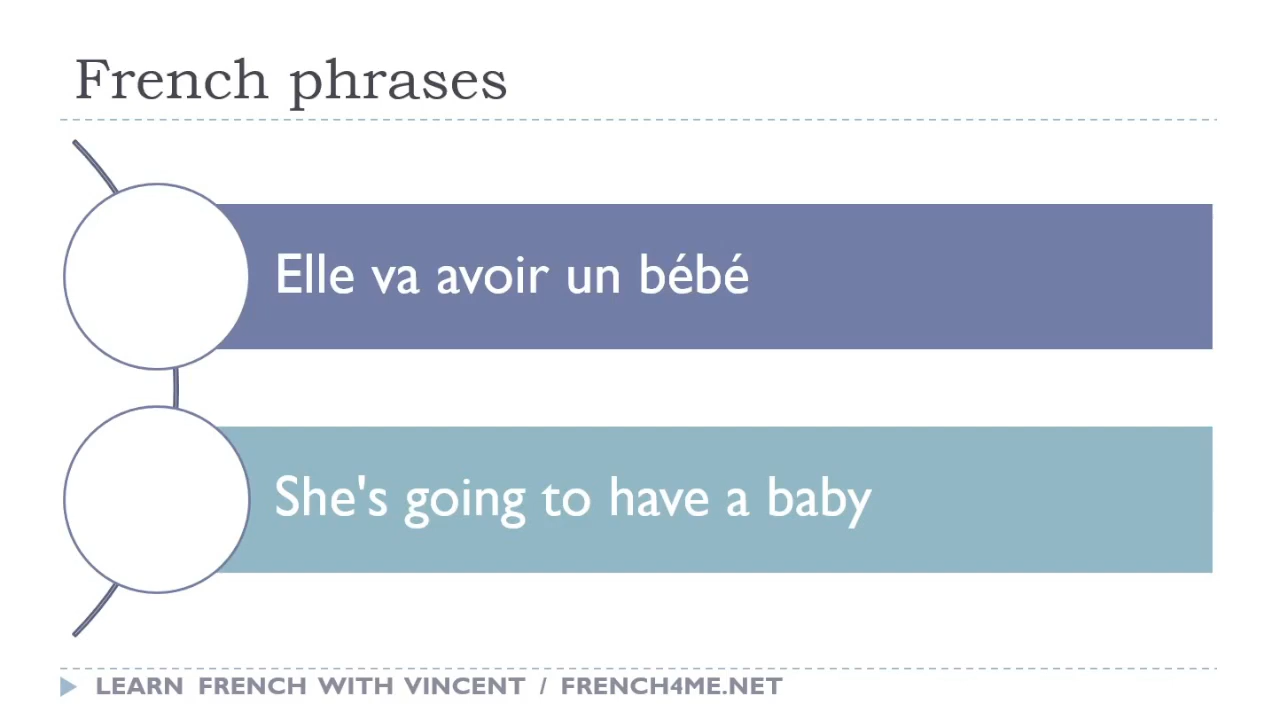 French phrases
Elle va avoir un bébé
She's going to have a baby
LEARN FRENCH WITH VINCENT / FRENCH4ME.NET